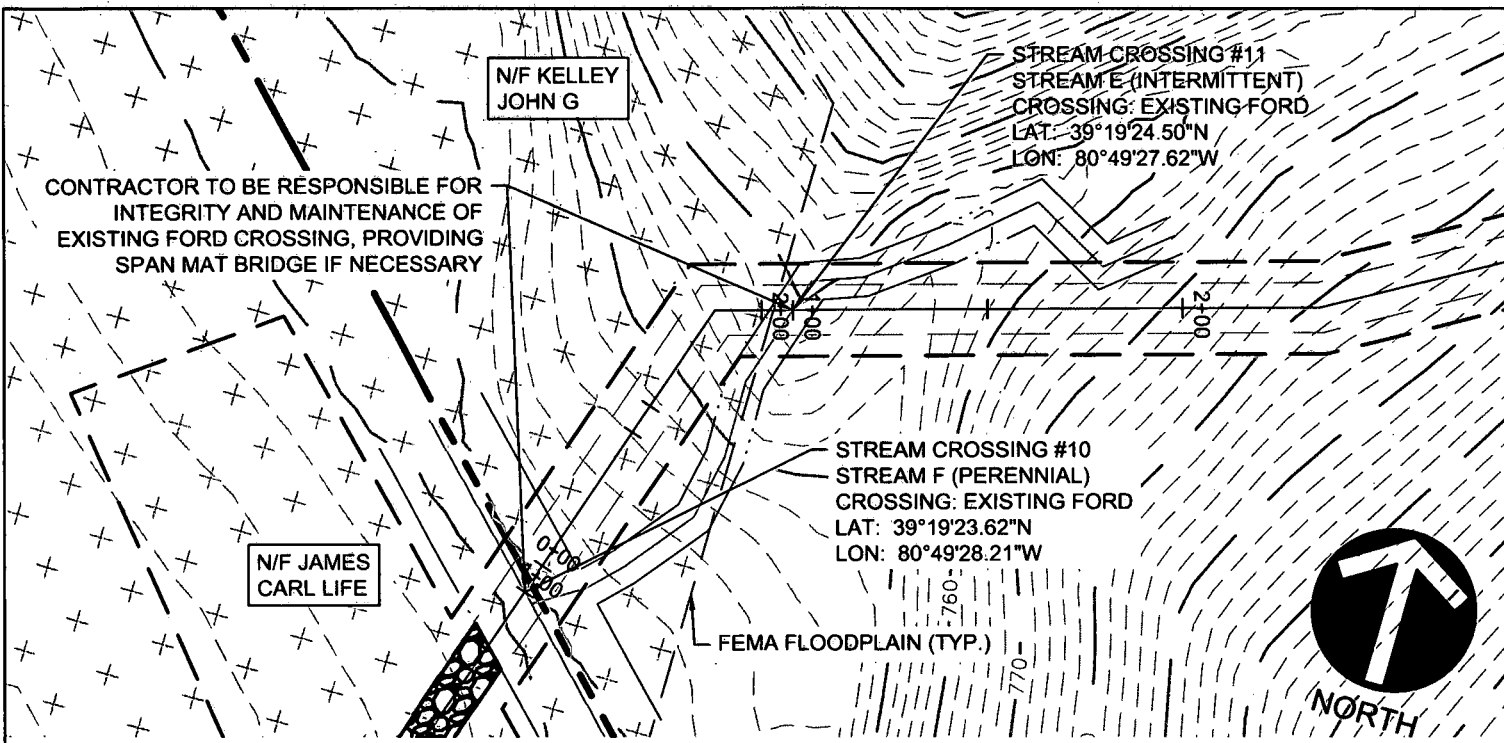 N/F KELLEY
JOHN G
STREAM CROSSING #11
STREAM E (INTERMITTENT)
CROSSING: EXISTING FORD
LAT: 39°19'24.50"N
LON: 80°49'27.62"W
CONTRACTOR TO BE RESPONSIBLE FOR
INTEGRITY AND MAINTENANCE OF
EXISTING FORD CROSSING, PROVIDING
SPAN MAT BRIDGE IF NECESSARY
2+00
2+00
STREAM CROSSING #10
STREAM F (PERENNIAL)
CROSSING: EXISTING FORD
LAT: 39°19'23.62"N
LON: 80°49'28.21"W
0+00
N/F JAMES
CARL LIFE
FEMA FLOODPLAIN (TYP.)
760
770
NORTH